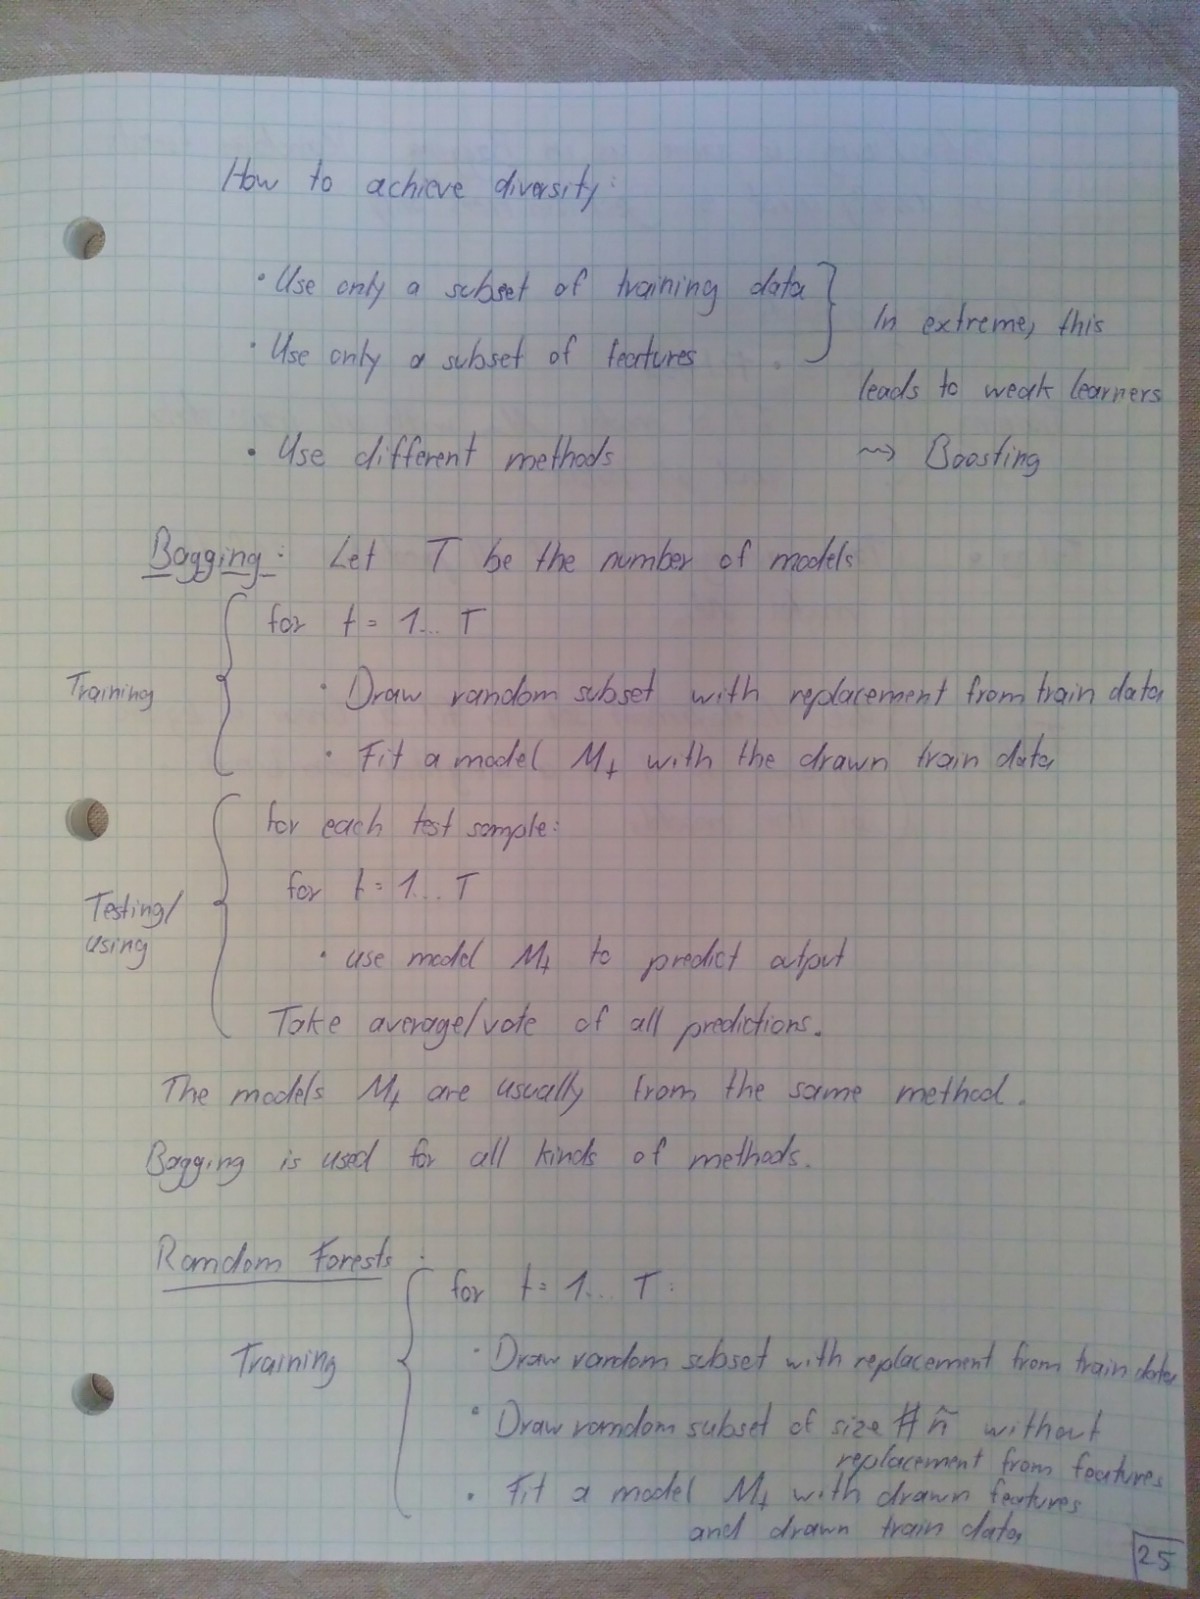 How to achieve diversity:
• Use only a subset of training data
• Use only a subset of features
In extreme, this
leads to weak learners
• Use different methods
⇝ Boosting
Bagging: Let T be the number of models
Training
for t = 1... T
• Draw random subset with replacement from train data
• Fit a model Mt with the drawn train data
Testing/
using
for each test sample:
for t = 1... T
• use model Mt to predict output
Take average/vote of all predictions.
The models Mt are usually from the same method.
Bagging is used for all kinds of methods.
Random Forests:
Training
for t = 1... T:
• Draw random subset with replacement from train data
• Draw random subset of size #ñ without
replacement from features
• Fit a model Mt with drawn features
and drawn train data
25